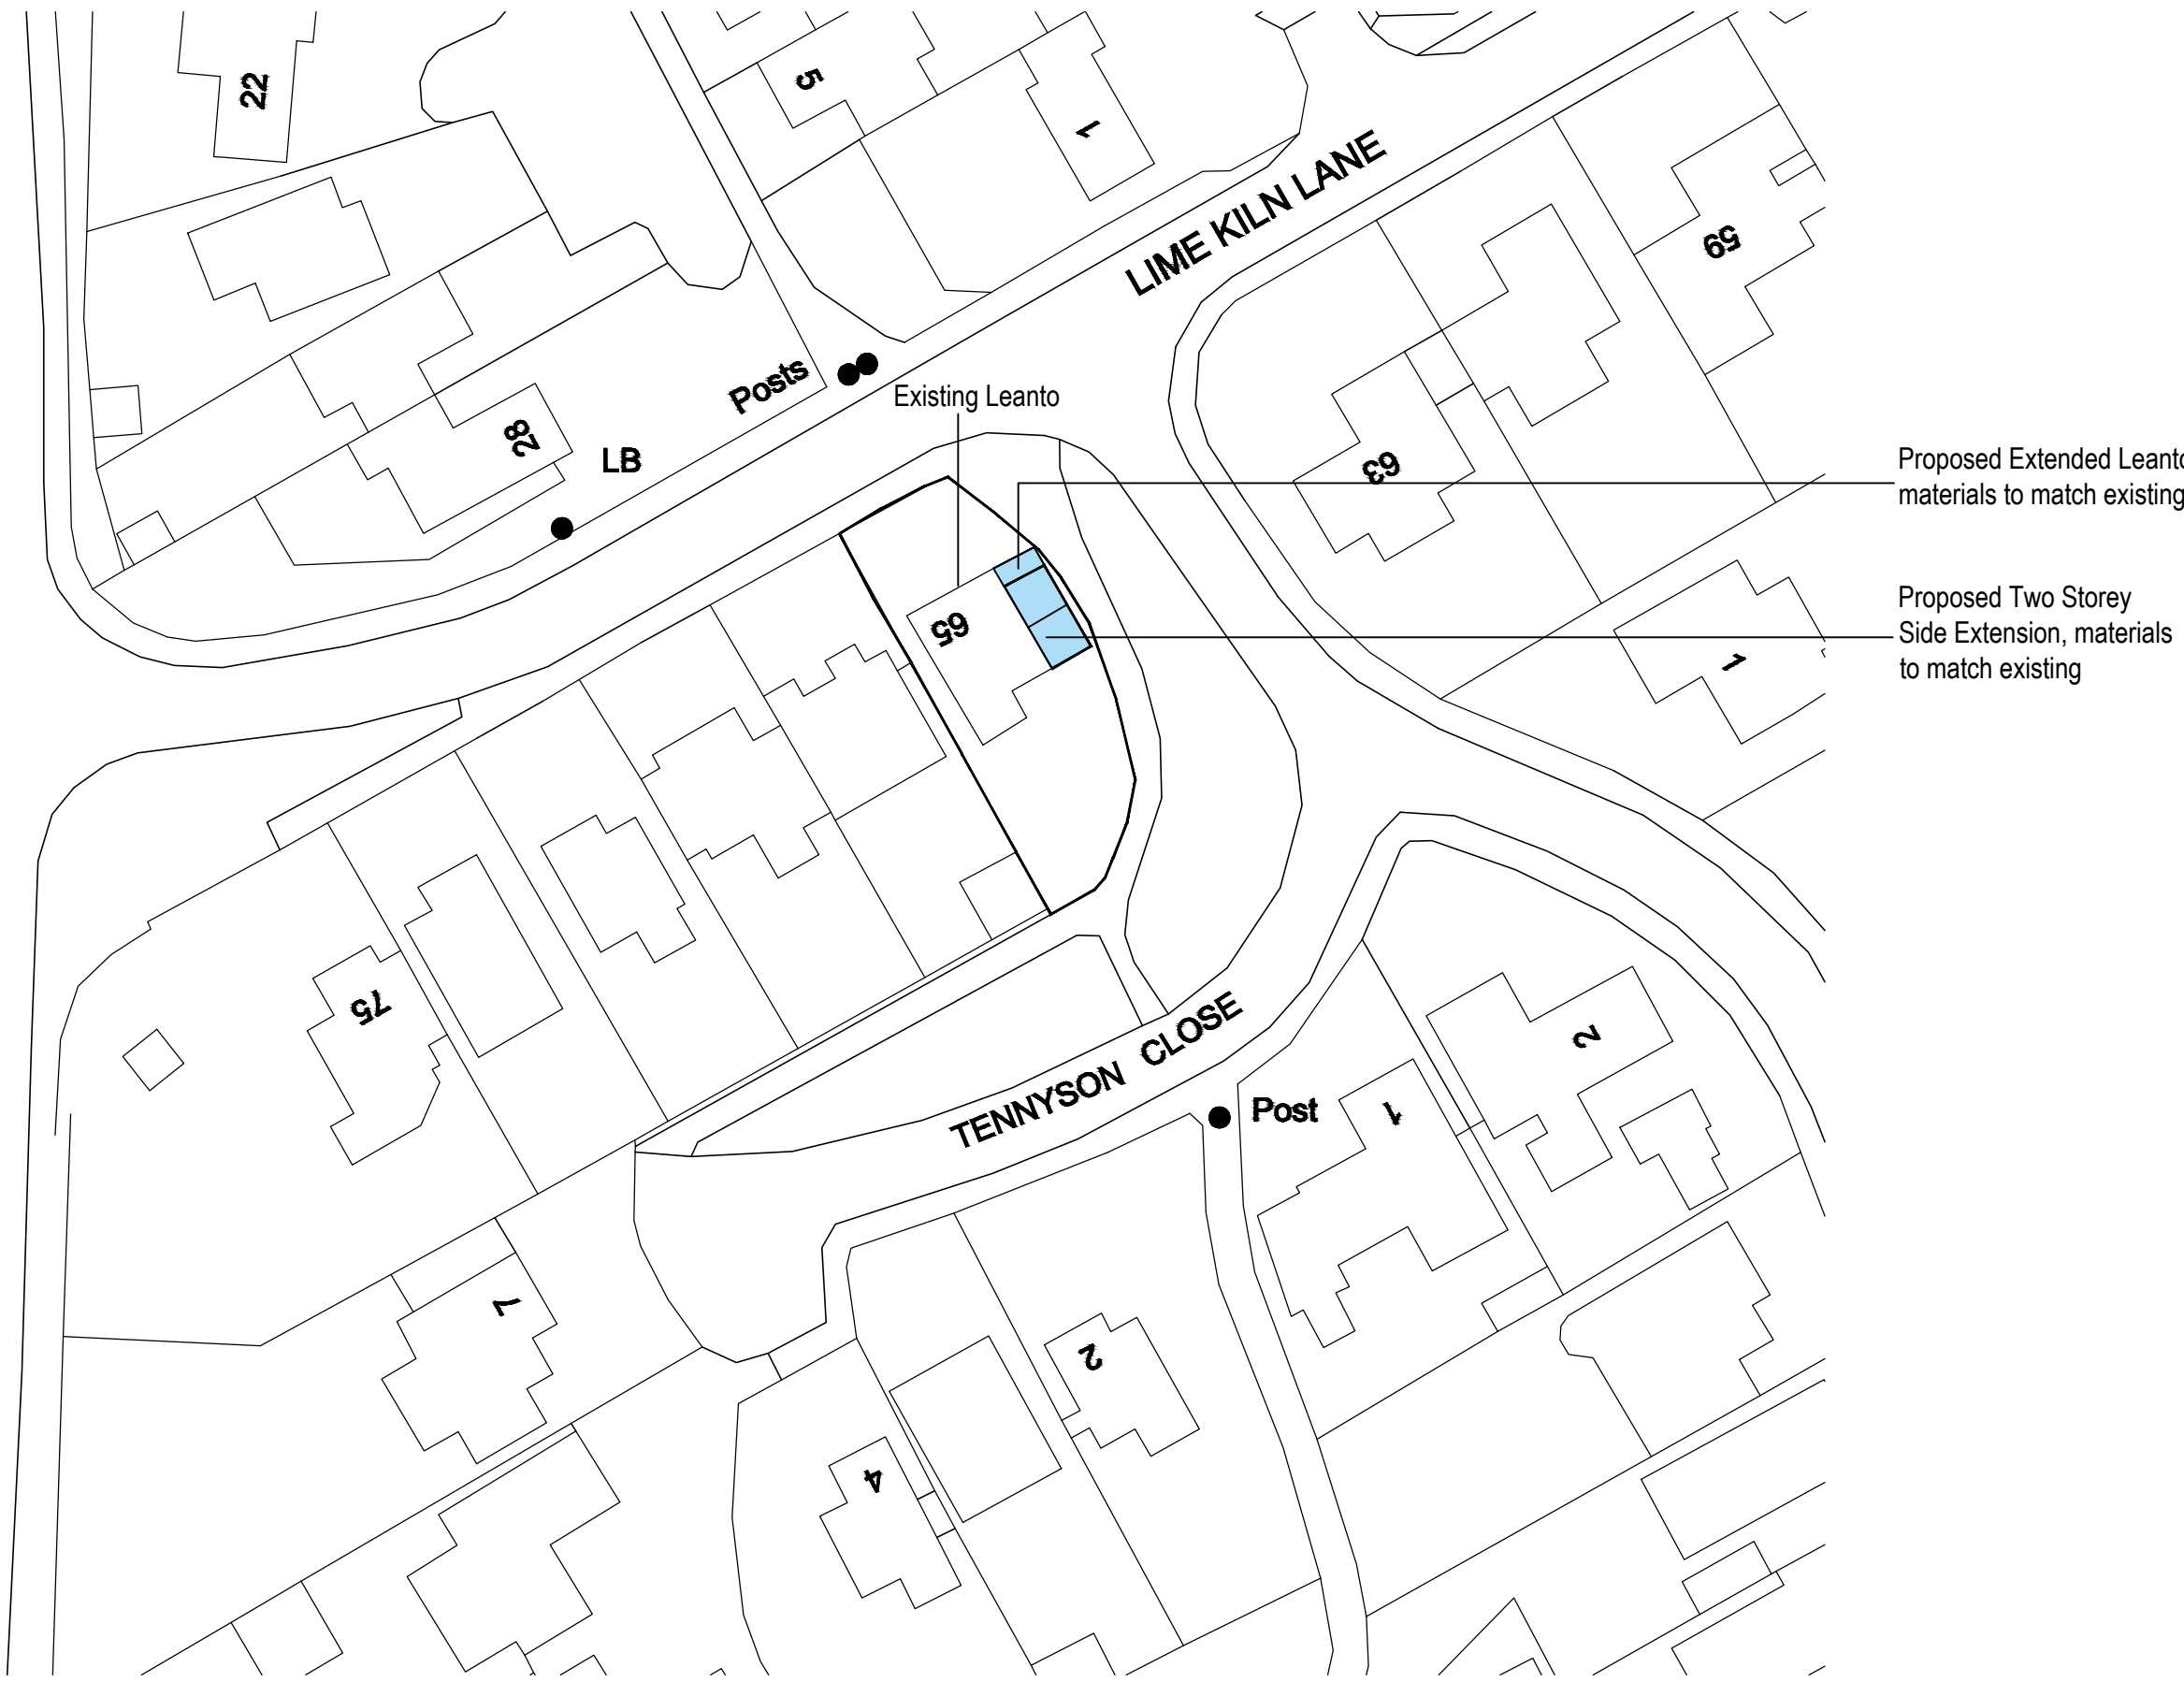 22
5
1
LIME KILN LANE
59
Posts
Existing Leanto
28
LB
63
Proposed Extended Leanto
materials to match existing
65
Proposed Two Storey
Side Extension, materials
to match existing
1
75
TENNYSON CLOSE
2
Post
1
7
2
4